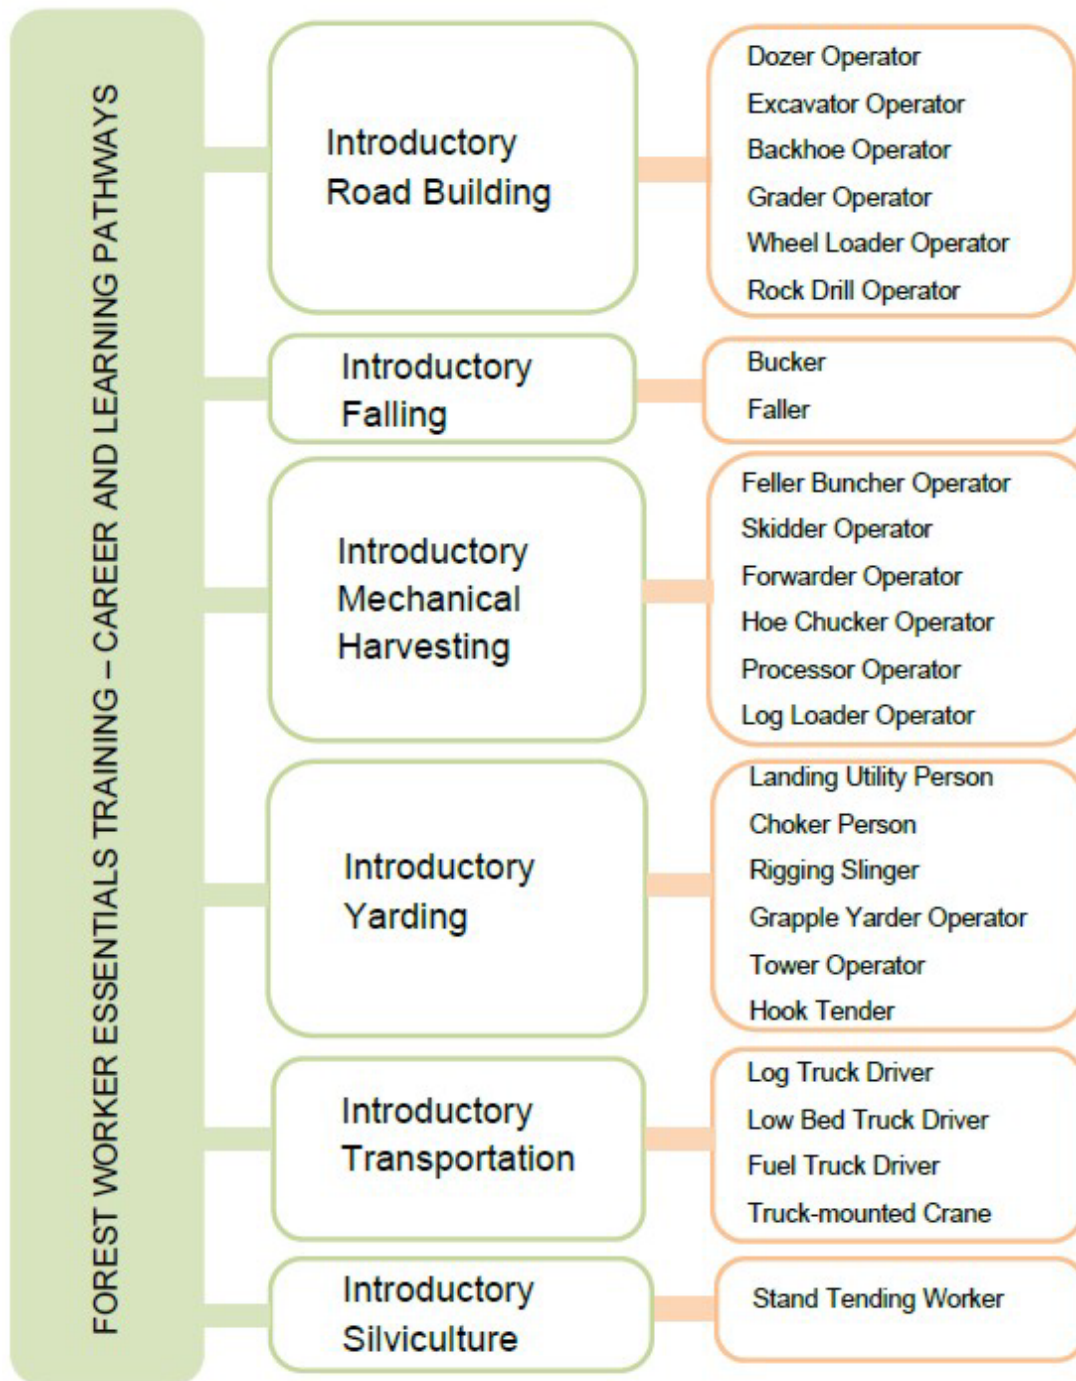 FOREST WORKER ESSENTIALS TRAINING – CAREER AND LEARNING PATHWAYS
Introductory
Road Building
Dozer Operator
Excavator Operator
Backhoe Operator
Grader Operator
Wheel Loader Operator
Rock Drill Operator
Introductory
Falling
Bucker
Faller
Introductory
Mechanical
Harvesting
Feller Buncher Operator
Skidder Operator
Forwarder Operator
Hoe Chucker Operator
Processor Operator
Log Loader Operator
Introductory
Yarding
Landing Utility Person
Choker Person
Rigging Slinger
Grapple Yarder Operator
Tower Operator
Hook Tender
Introductory
Transportation
Log Truck Driver
Low Bed Truck Driver
Fuel Truck Driver
Truck-mounted Crane
Introductory
Silviculture
Stand Tending Worker